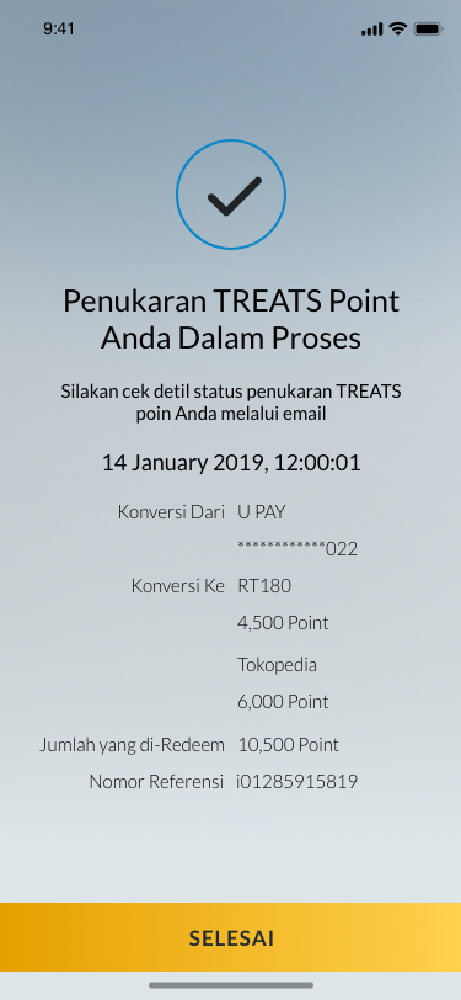 9:41
Penukaran TREATS Point
Anda Dalam Proses
Silakan cek detil status penukaran TREATS
poin Anda melalui email
14 January 2019, 12:00:01
Konversi Dari U PAY
************022
Konversi Ke RT180
4,500 Point
Tokopedia
6,000 Point
Jumlah yang di-Redeem 10,500 Point
Nomor Referensi i01285915819
SELESAI